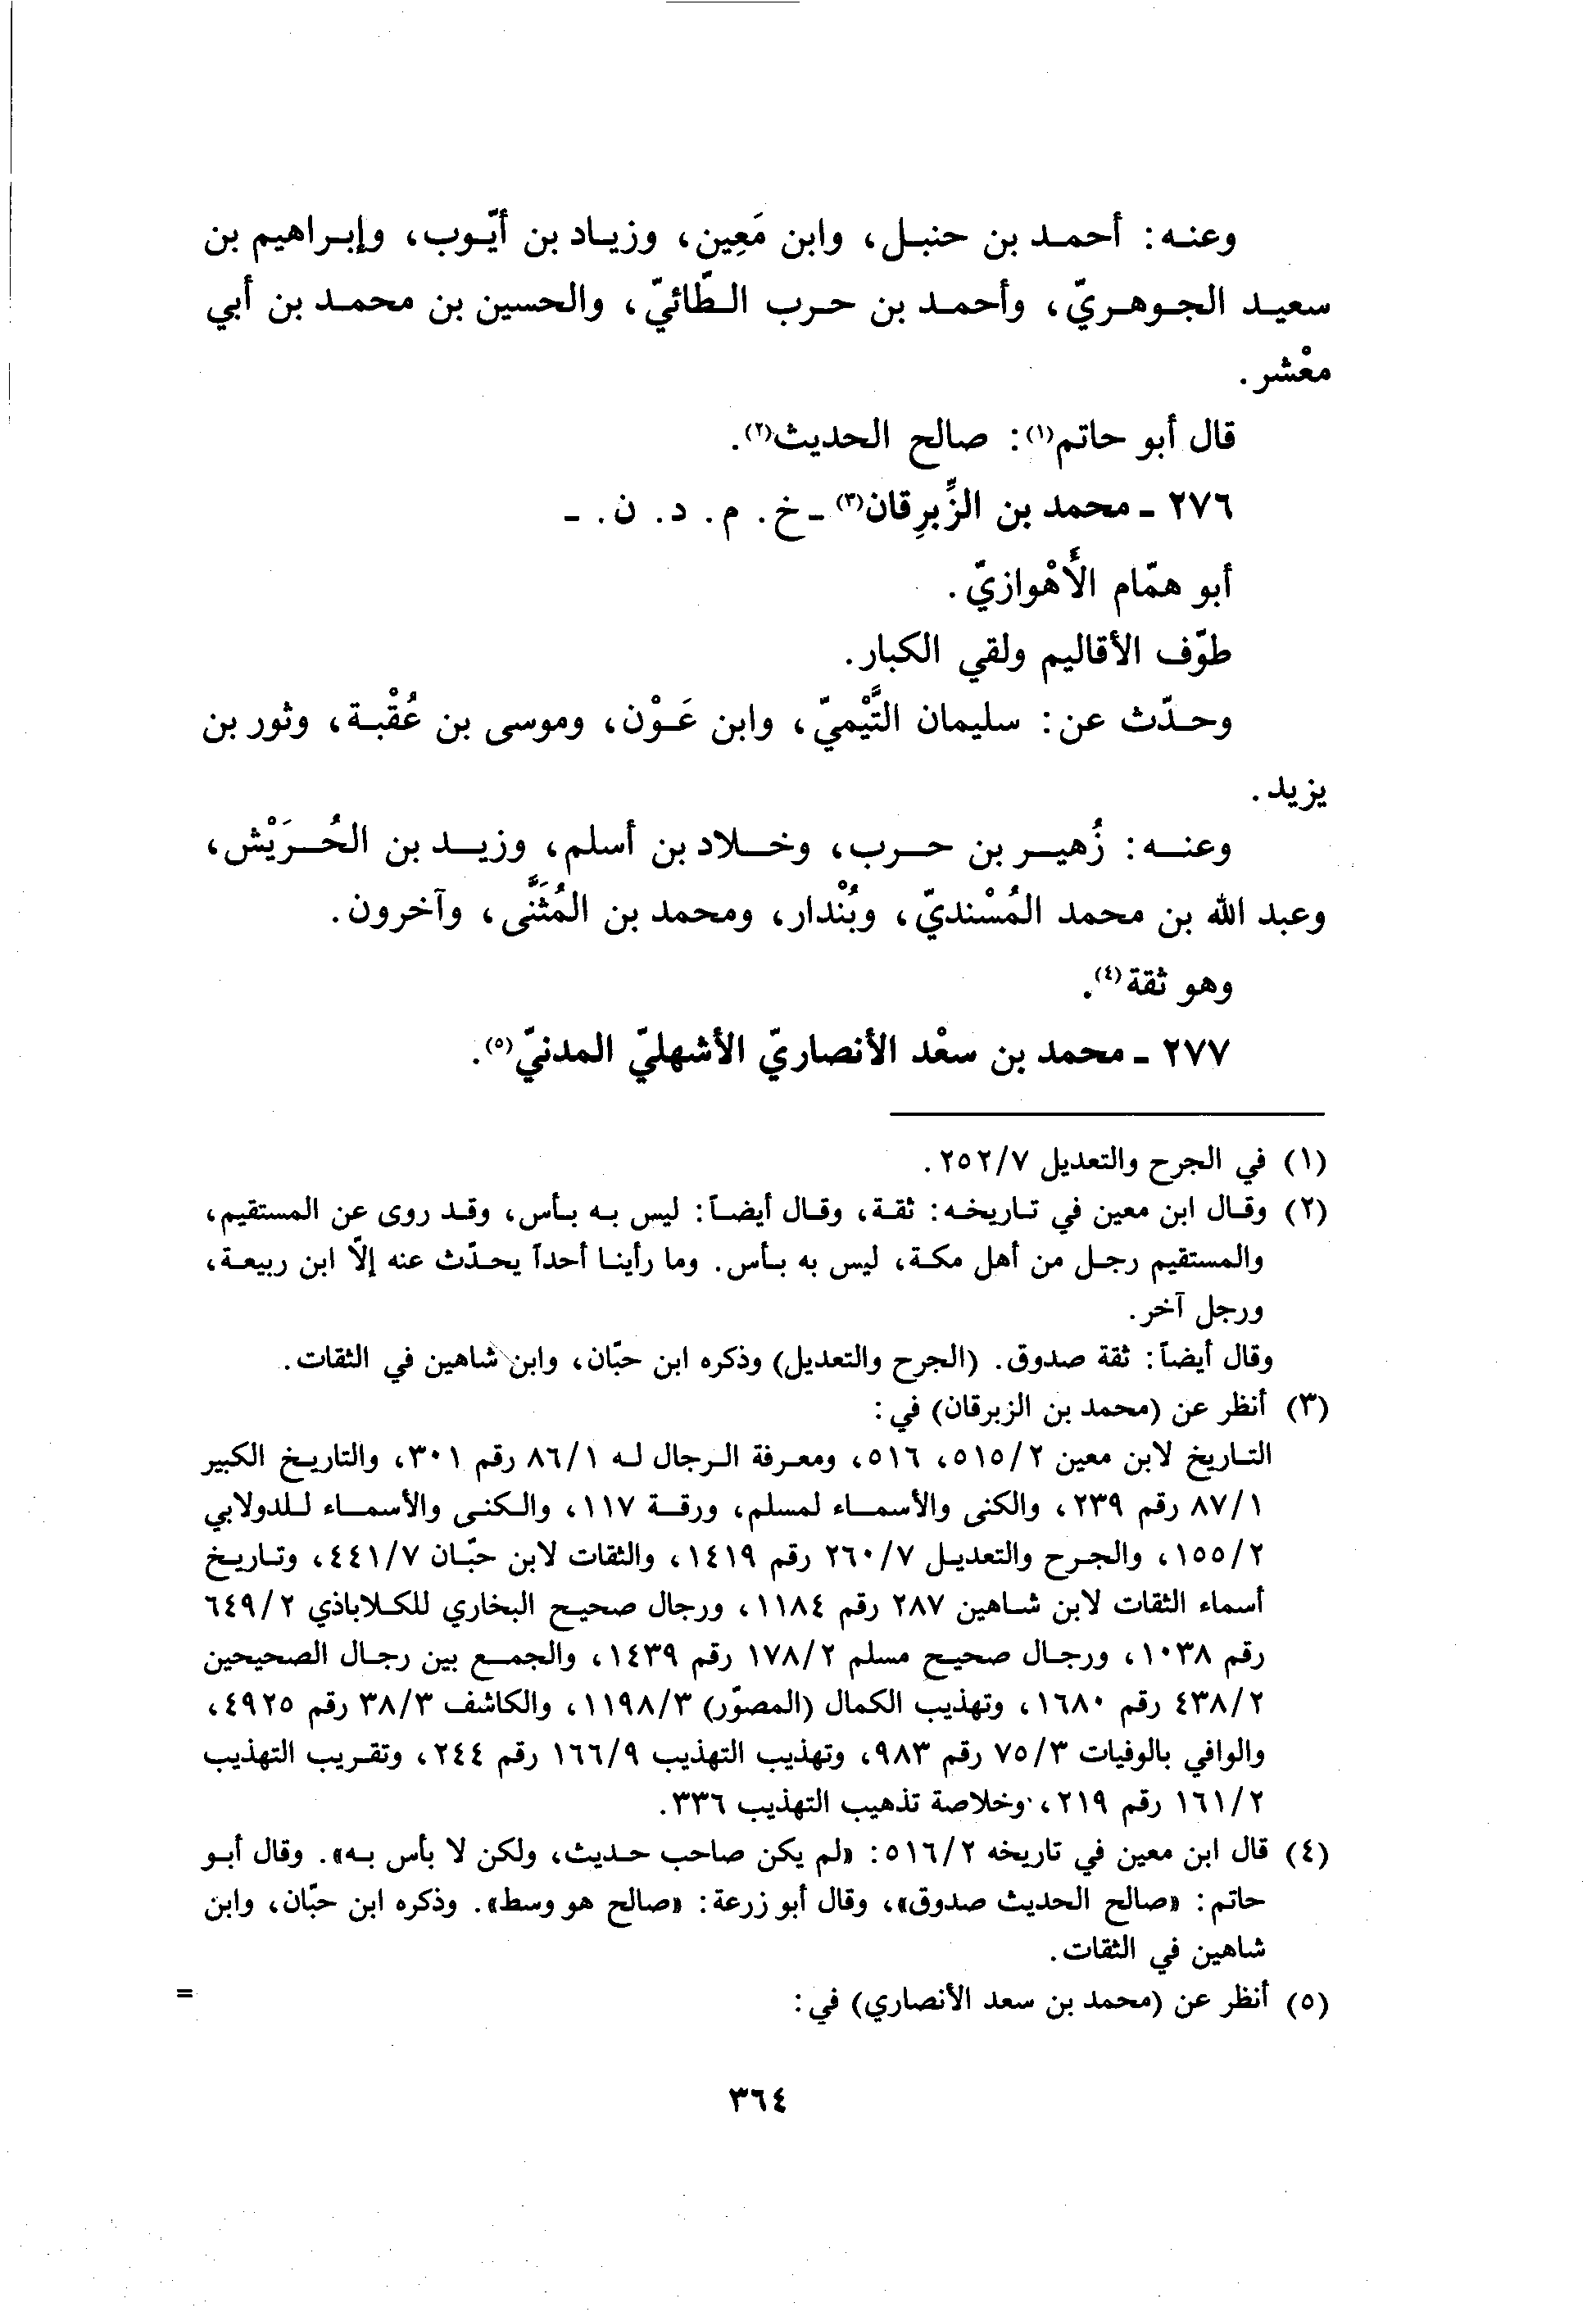 وعنه: أحمد بن حنبل، وابن مَعِين، وزياد بن أيّوب، وإبراهيم بن
سعيد الجوهريّ، وأحمد بن حرب الطّائيّ، والحسين بن محمد بن أبي
معْشر.
قال أبو حاتم(١): صالح الحديث(٢).
٢٧٦ - محمد بن الزِّبرِقان(٣) - خ. م. د. ن. -
أبو همّام الأَهْوازيّ.
طوّف الأقاليم ولقي الكبار.
وحدّث عن: سليمان التَّيْميّ، وابن عَوْن، وموسى بن عُقْبة، وثور بن
يزيد.
وعنه: زُهير بن حرب، وخلاد بن أسلم، وزيد بن الحُرَيْش،
وعبد الله بن محمد المُسْنديّ، وبُنْدار، ومحمد بن المُثَنَّى، وآخرون.
وهو ثقة(٤).
٢٧٧ - محمد بن سعْد الأنصاريّ الأشهليّ المدنيّ(٥).
(١) في الجرح والتعديل ٢٥٢/٧.
(٢) وقال ابن معين في تاريخه: ثقة، وقال أيضاً: ليس به بأس، وقد روى عن المستقيم،
والمستقيم رجل من أهل مكة، ليس به بأس. وما رأينا أحداً يحدّث عنه إلّا ابن ربيعة،
ورجل آخر.
وقال أيضاً: ثقة صدوق. (الجرح والتعديل) وذكره ابن حبّان، وابن شاهين في الثقات.
(٣) أنظر عن (محمد بن الزبرقان) في:
التاريخ لابن معين ٥١٥/٢، ٥١٦، ومعرفة الرجال له ٨٦/١ رقم ٣٠١، والتاريخ الكبير
٨٧/١ رقم ٢٣٩، والكنى والأسماء لمسلم، ورقة ١١٧، والكنى والأسماء للدولابي
١٥٥/٢، والجرح والتعديل ٢٦٠/٧ رقم ١٤١٩، والثقات لابن حبّان ٤٤١/٧، وتاريخ
أسماء الثقات لابن شاهين ٢٨٧ رقم ١١٨٤، ورجال صحيح البخاري للكلاباذي ٦٤٩/٢
رقم ١٠٣٨، ورجال صحيح مسلم ١٧٨/٢ رقم ١٤٣٩، والجمع بين رجال الصحيحين
٤٣٨/٢ رقم ١٦٨٠، وتهذيب الكمال (المصوّر) ١١٩٨/٣، والكاشف ٣٨/٣ رقم ٤٩٢٥،
والوافي بالوفيات ٧٥/٣ رقم ٩٨٣، وتهذيب التهذيب ١٦٦/٩ رقم ٢٤٤، وتقريب التهذيب
١٦١/٢ رقم ٢١٩، وخلاصة تذهيب التهذيب ٣٣٦.
(٤) قال ابن معين في تاريخه ٥١٦/٢: «لم يكن صاحب حديث، ولكن لا بأس به». وقال أبو
حاتم: «صالح الحديث صدوق»، وقال أبو زرعة: «صالح هو وسط». وذكره ابن حبّان، وابن
شاهين في الثقات.
(٥) أنظر عن (محمد بن سعد الأنصاري) في: =
٣٦٤